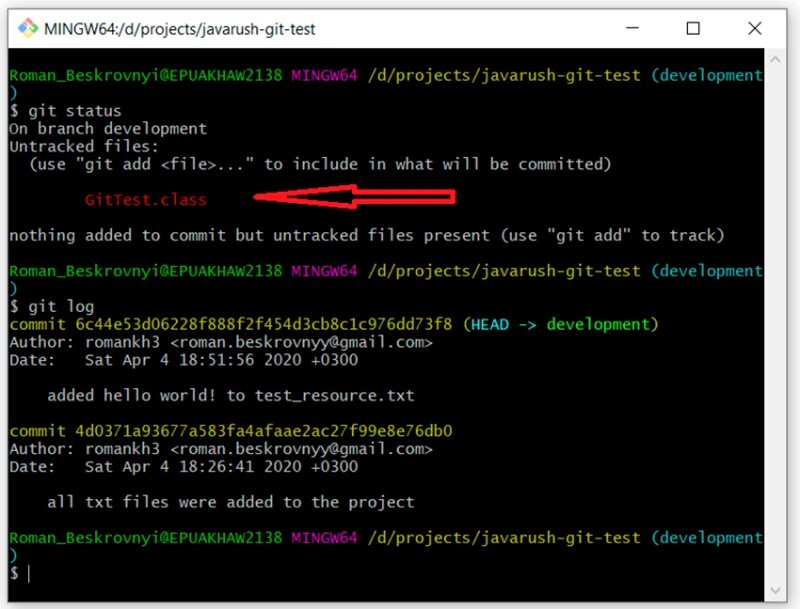 MINGW64:/d/projects/javarush-git-test
Roman_Beskrovnyi@EPUAKHAW2138 MINGW64 /d/projects/javarush-git-test (development
)
$ git status
On branch development
Untracked files:
  (use "git add <file>..." to include in what will be committed)
        GitTest.class
nothing added to commit but untracked files present (use "git add" to track)
Roman_Beskrovnyi@EPUAKHAW2138 MINGW64 /d/projects/javarush-git-test (development
)
$ git log
commit 6c44e53d06228f888f2f454d3cb8c1c976dd73f8 (HEAD -> development)
Author: romankh3 <roman.beskrovnyy@gmail.com>
Date:   Sat Apr 4 18:51:56 2020 +0300
    added hello world! to test_resource.txt
commit 4d0371a93677a583fa4afaae2ac27f99e8e76db0
Author: romankh3 <roman.beskrovnyy@gmail.com>
Date:   Sat Apr 4 18:26:41 2020 +0300
    all txt files were added to the project
Roman_Beskrovnyi@EPUAKHAW2138 MINGW64 /d/projects/javarush-git-test (development
)
$